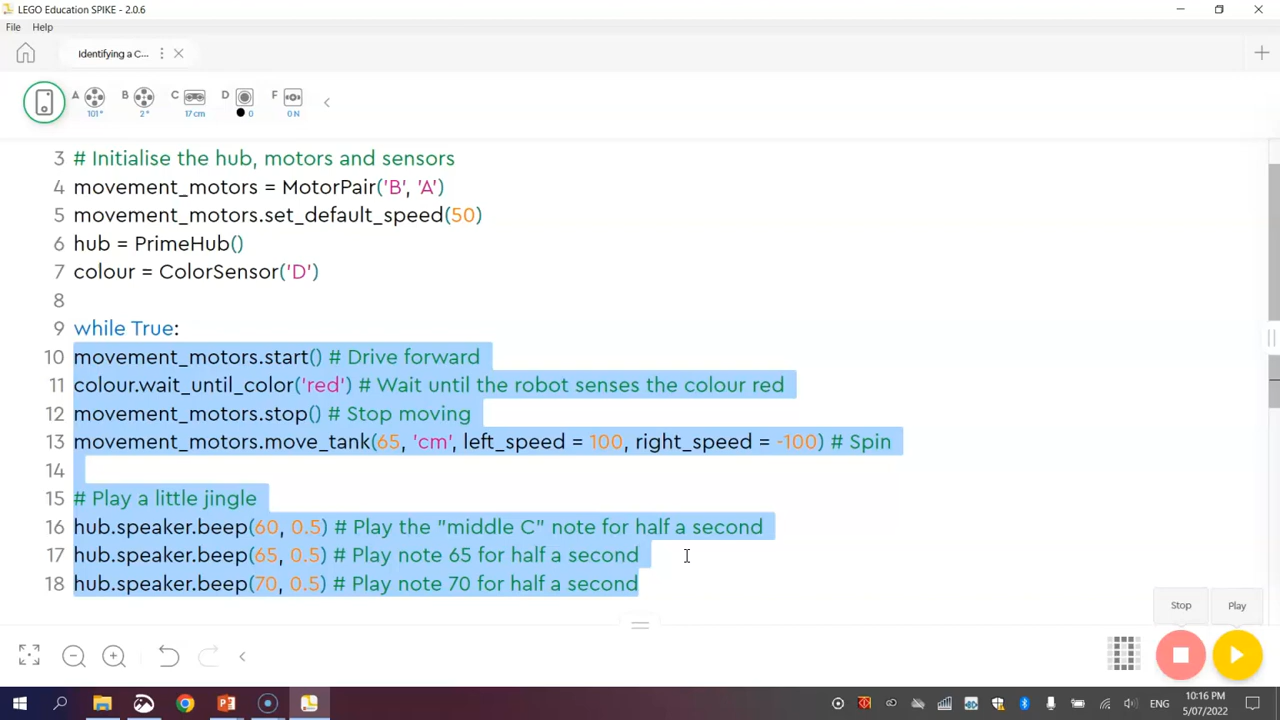 LEGO Education SPIKE - 2.0.6
File Help
Identifying a C...
A B C D F
101° 2° 17 cm 0 0 N
3 # Initialise the hub, motors and sensors
4 movement_motors = MotorPair('B', 'A')
5 movement_motors.set_default_speed(50)
6 hub = PrimeHub()
7 colour = ColorSensor('D')
8
9 while True:
10 movement_motors.start() # Drive forward
11 colour.wait_until_color('red') # Wait until the robot senses the colour red
12 movement_motors.stop() # Stop moving
13 movement_motors.move_tank(65, 'cm', left_speed = 100, right_speed = -100) # Spin
14
15 # Play a little jingle
16 hub.speaker.beep(60, 0.5) # Play the "middle C" note for half a second
17 hub.speaker.beep(65, 0.5) # Play note 65 for half a second
18 hub.speaker.beep(70, 0.5) # Play note 70 for half a second
Stop Play
ENG
10:16 PM
5/07/2022